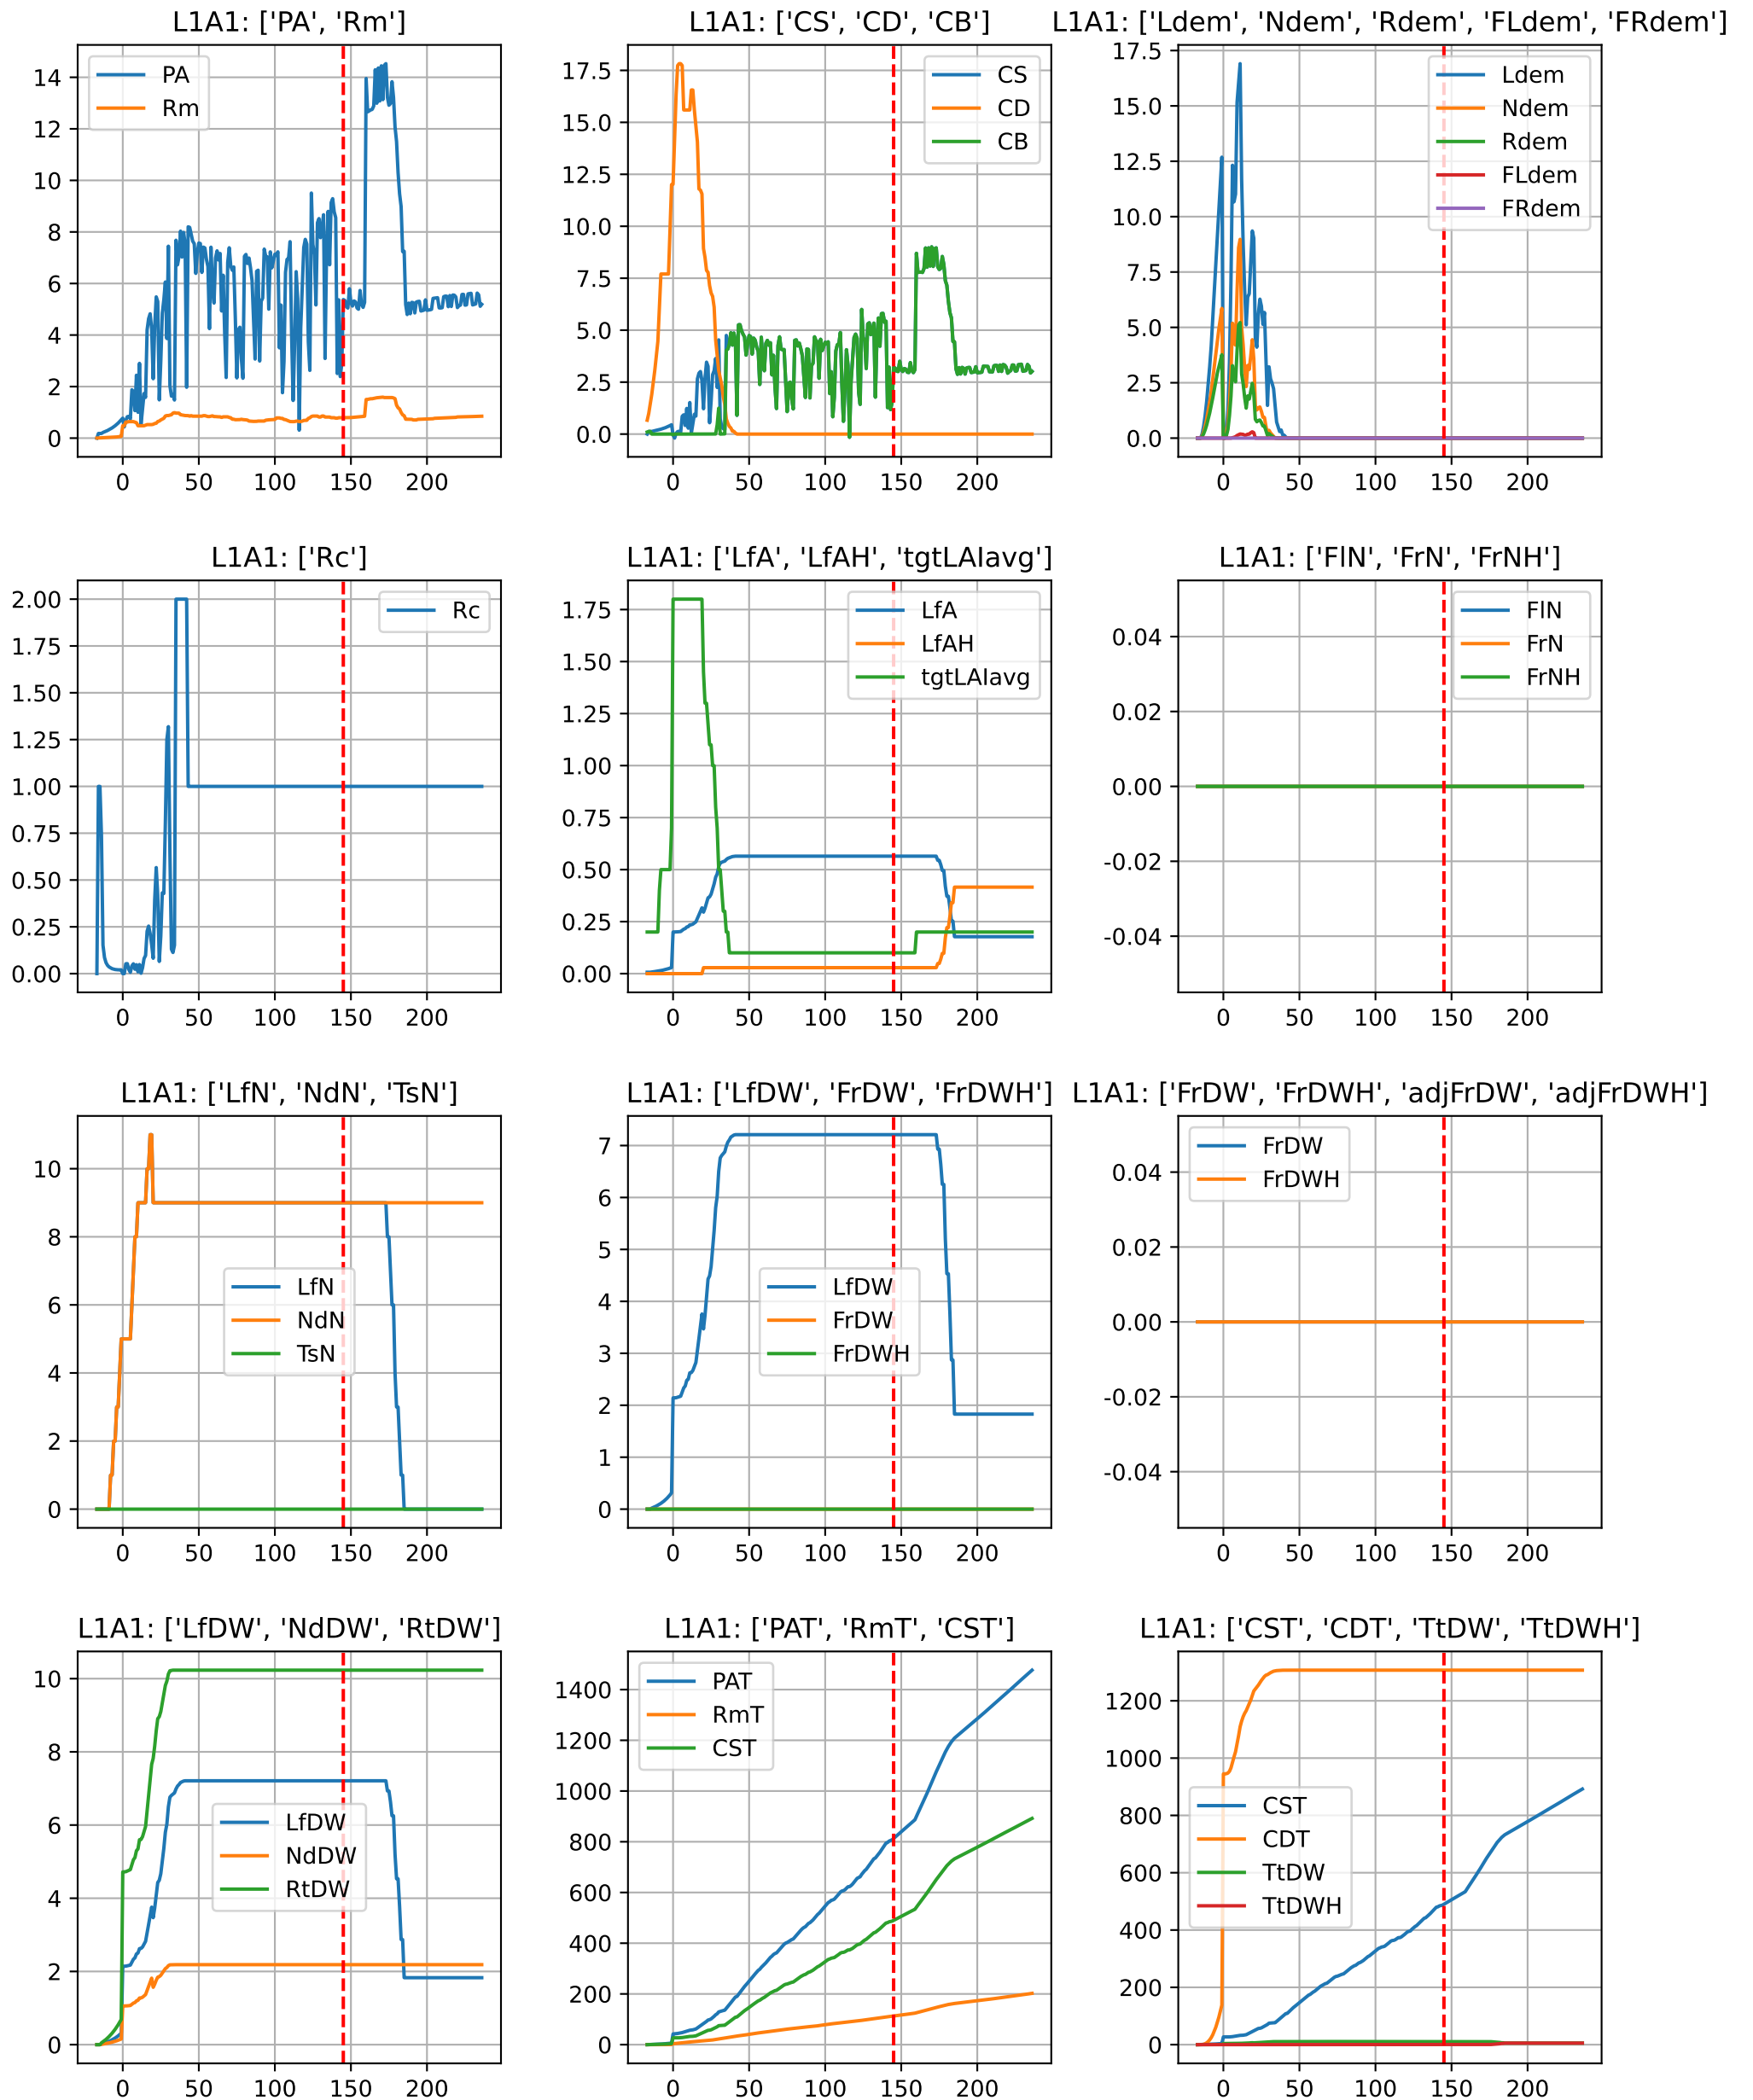 L1A1: ['PA', 'Rm']
PA
Rm
14
12
10
8
6
4
2
0
0 50 100 150 200
L1A1: ['CS', 'CD', 'CB']
CS
CD
CB
17.5
15.0
12.5
10.0
7.5
5.0
2.5
0.0
0 50 100 150 200
L1A1: ['Ldem', 'Ndem', 'Rdem', 'FLdem', 'FRdem']
Ldem
Ndem
Rdem
FLdem
FRdem
17.5
15.0
12.5
10.0
7.5
5.0
2.5
0.0
0 50 100 150 200
L1A1: ['Rc']
Rc
2.00
1.75
1.50
1.25
1.00
0.75
0.50
0.25
0.00
0 50 100 150 200
L1A1: ['LfA', 'LfAH', 'tgtLAIavg']
LfA
LfAH
tgtLAIavg
1.75
1.50
1.25
1.00
0.75
0.50
0.25
0.00
0 50 100 150 200
L1A1: ['FlN', 'FrN', 'FrNH']
FlN
FrN
FrNH
0.04
0.02
0.00
-0.02
-0.04
0 50 100 150 200
L1A1: ['LfN', 'NdN', 'TsN']
LfN
NdN
TsN
10
8
6
4
2
0
0 50 100 150 200
L1A1: ['LfDW', 'FrDW', 'FrDWH']
LfDW
FrDW
FrDWH
7
6
5
4
3
2
1
0
0 50 100 150 200
L1A1: ['FrDW', 'FrDWH', 'adjFrDW', 'adjFrDWH']
FrDW
FrDWH
0.04
0.02
0.00
-0.02
-0.04
0 50 100 150 200
L1A1: ['LfDW', 'NdDW', 'RtDW']
LfDW
NdDW
RtDW
10
8
6
4
2
0
0 50 100 150 200
L1A1: ['PAT', 'RmT', 'CST']
PAT
RmT
CST
1400
1200
1000
800
600
400
200
0
0 50 100 150 200
L1A1: ['CST', 'CDT', 'TtDW', 'TtDWH']
CST
CDT
TtDW
TtDWH
1200
1000
800
600
400
200
0
0 50 100 150 200